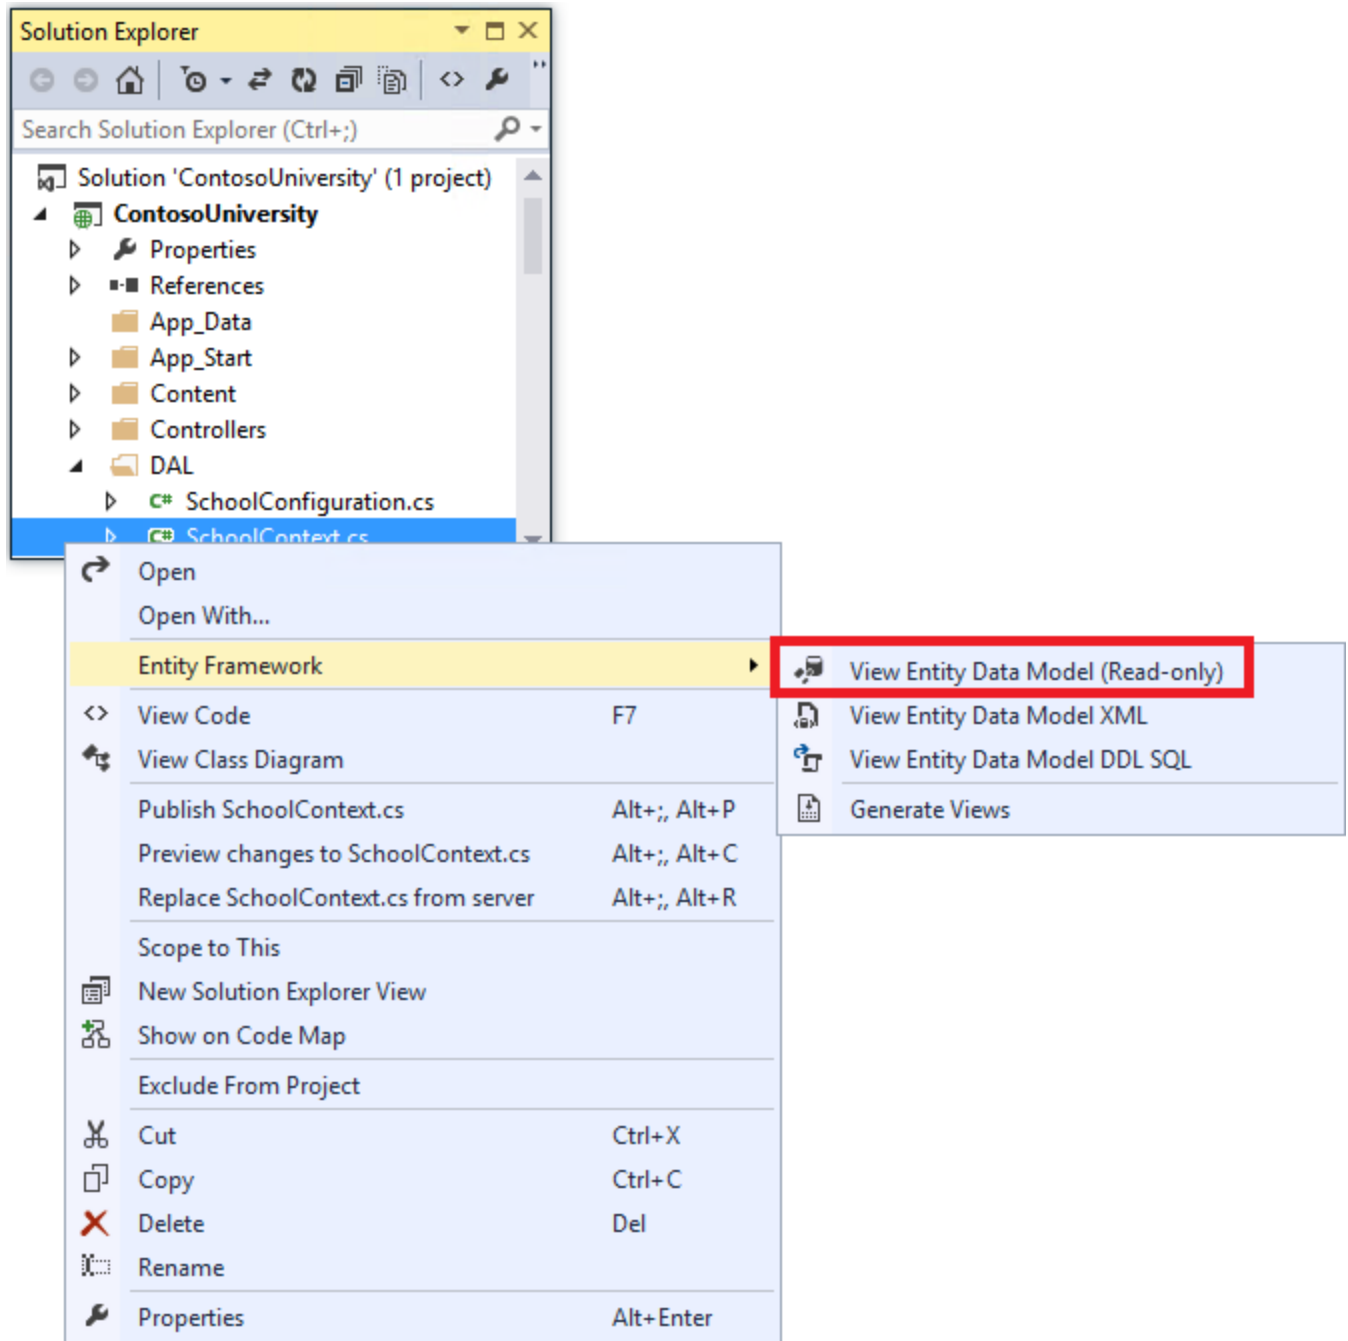 Solution Explorer
Search Solution Explorer (Ctrl+;)
Solution 'ContosoUniversity' (1 project)
ContosoUniversity
Properties
References
App_Data
App_Start
Content
Controllers
DAL
C# SchoolConfiguration.cs
C# SchoolContext.cs
Open
Open With...
Entity Framework
View Code F7
View Class Diagram
Publish SchoolContext.cs Alt+;, Alt+P
Preview changes to SchoolContext.cs Alt+;, Alt+C
Replace SchoolContext.cs from server Alt+;, Alt+R
Scope to This
New Solution Explorer View
Show on Code Map
Exclude From Project
Cut Ctrl+X
Copy Ctrl+C
Delete Del
Rename
Properties Alt+Enter
View Entity Data Model (Read-only)
View Entity Data Model XML
View Entity Data Model DDL SQL
Generate Views